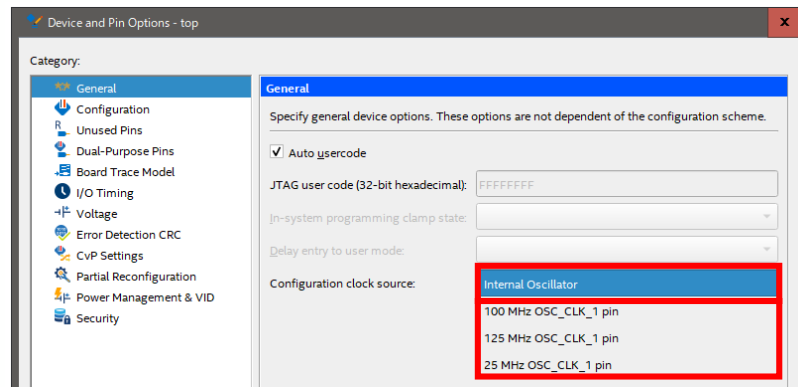 Device and Pin Options - top
x
Category:
General
Configuration
Unused Pins
Dual-Purpose Pins
Board Trace Model
I/O Timing
Voltage
Error Detection CRC
CvP Settings
Partial Reconfiguration
Power Management & VID
Security
General
Specify general device options. These options are not dependent of the configuration scheme.
Auto usercode
JTAG user code (32-bit hexadecimal): FFFFFFFF
In-system programming clamp state:
Delay entry to user mode:
Configuration clock source: Internal Oscillator
100 MHz OSC_CLK_1 pin
125 MHz OSC_CLK_1 pin
25 MHz OSC_CLK_1 pin